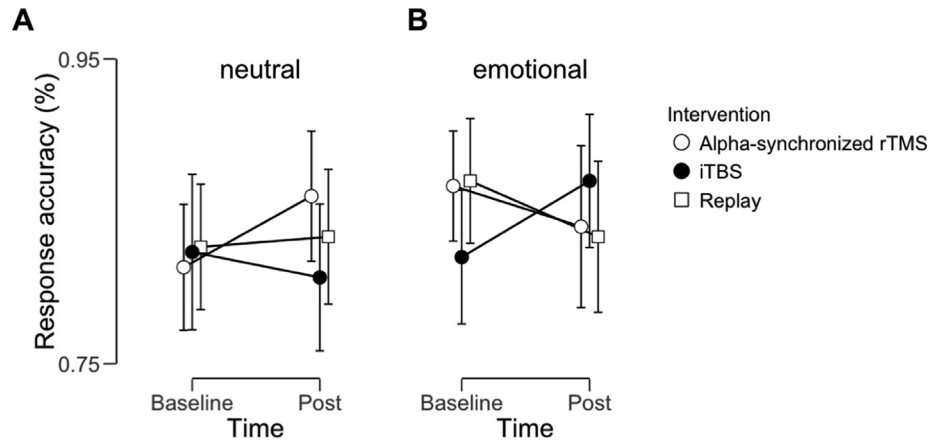 A
B
0.95
neutral
emotional
Response accuracy (%)
Intervention
Alpha-synchronized rTMS
iTBS
Replay
0.75
Baseline
Post
Baseline
Post
Time
Time